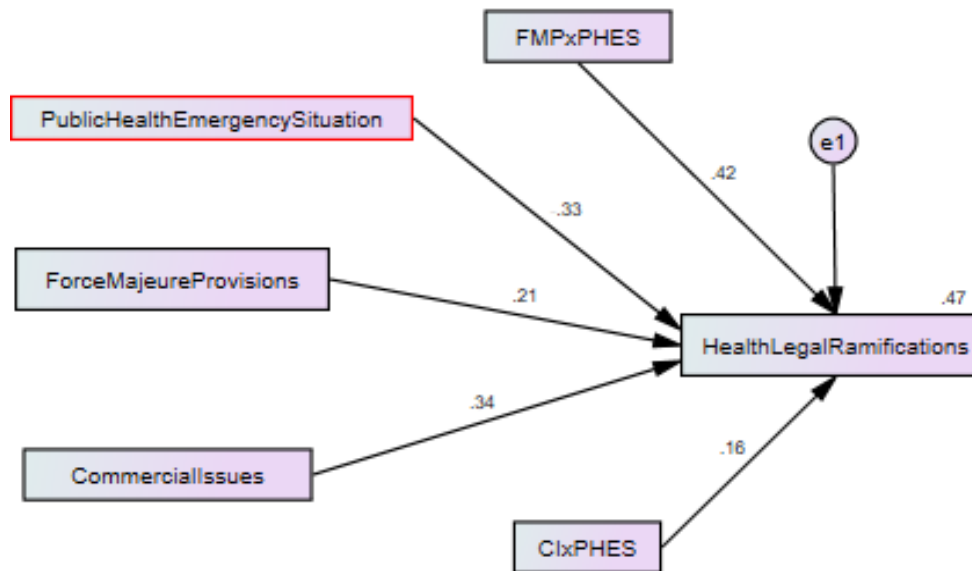 FMPxPHES
PublicHealthEmergencySituation
e1
.42
-.33
ForceMajeureProvisions
.21
.47
HealthLegalRamifications
.34
.16
CommercialIssues
CIxPHES